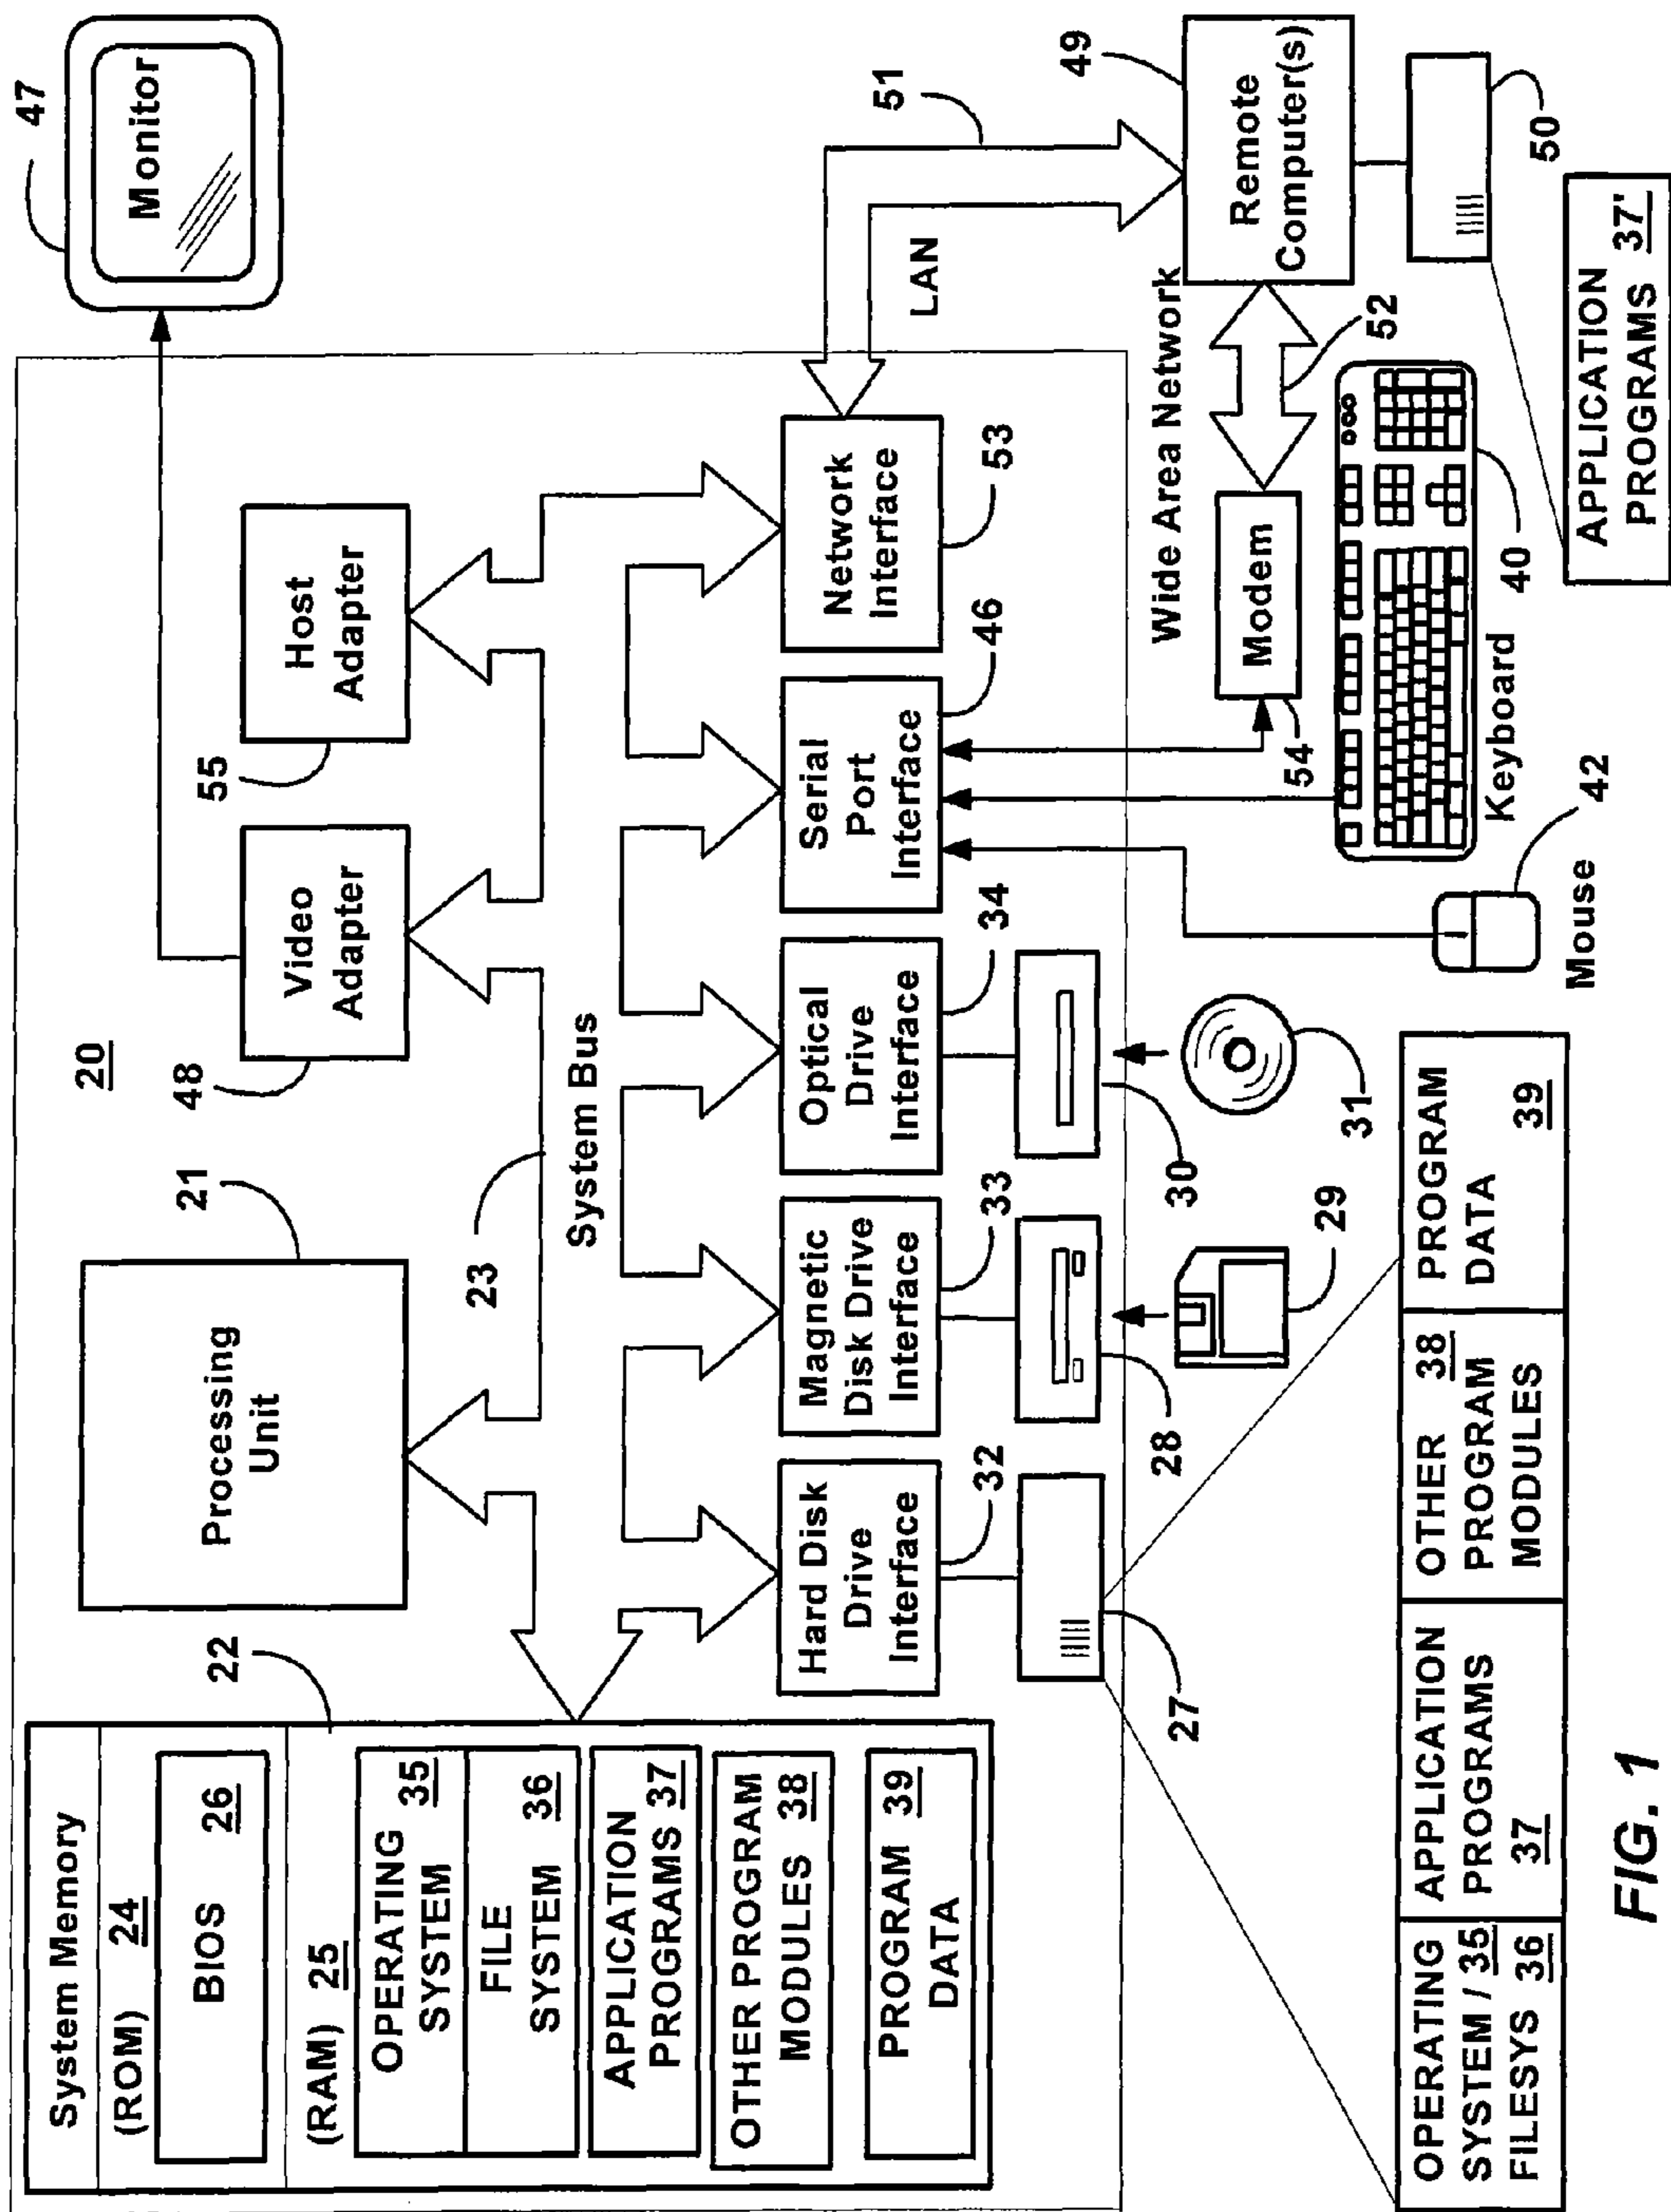 System Memory
(ROM) 24
BIOS 26
(RAM) 25
OPERATING
SYSTEM 35
FILE
SYSTEM 36
APPLICATION
PROGRAMS 37
OTHER PROGRAM
MODULES 38
PROGRAM 39
DATA
22
Processing
Unit
21
20
Video
Adapter
48
Host
Adapter
55
Monitor
47
23
System Bus
Hard Disk
Drive
Interface
32
Magnetic
Disk Drive
Interface
33
Optical
Drive
Interface
34
Serial
Port
Interface
46
Network
Interface
53
LAN
51
27
28
29
30
31
Wide Area Network
Modem
54
52
Remote
Computer(s)
49
50
Mouse
42
Keyboard
40
APPLICATION
PROGRAMS 37'
OPERATING
SYSTEM / 35
FILESYS 36
APPLICATION
PROGRAMS
37
OTHER 38
PROGRAM
MODULES
PROGRAM
DATA
39
FIG. 1